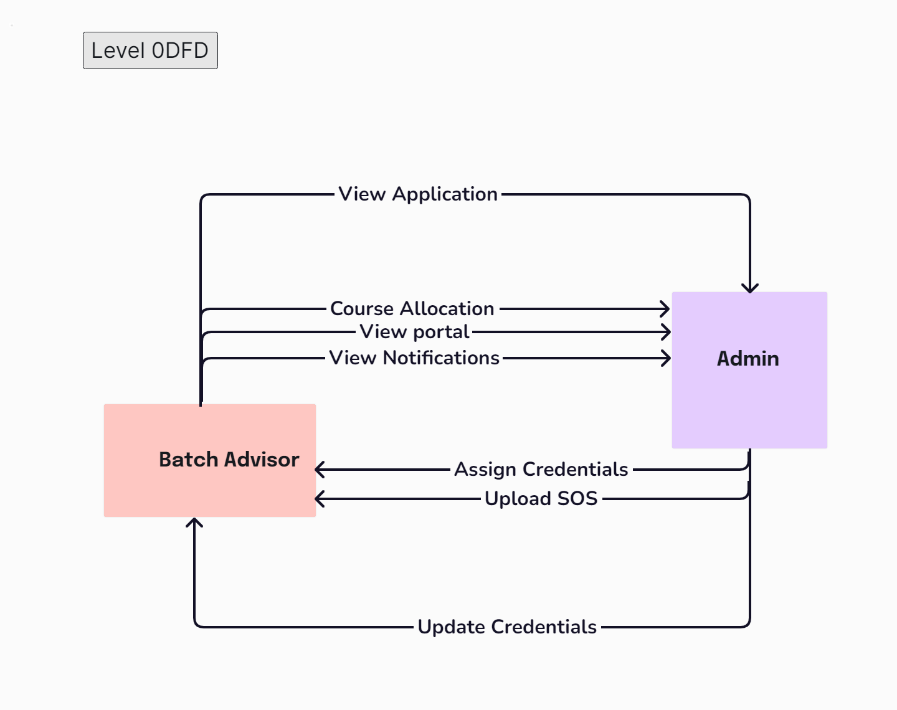 Level 0DFD
View Application
Course Allocation
View portal
View Notifications
Admin
Batch Advisor
Assign Credentials
Upload SOS
Update Credentials